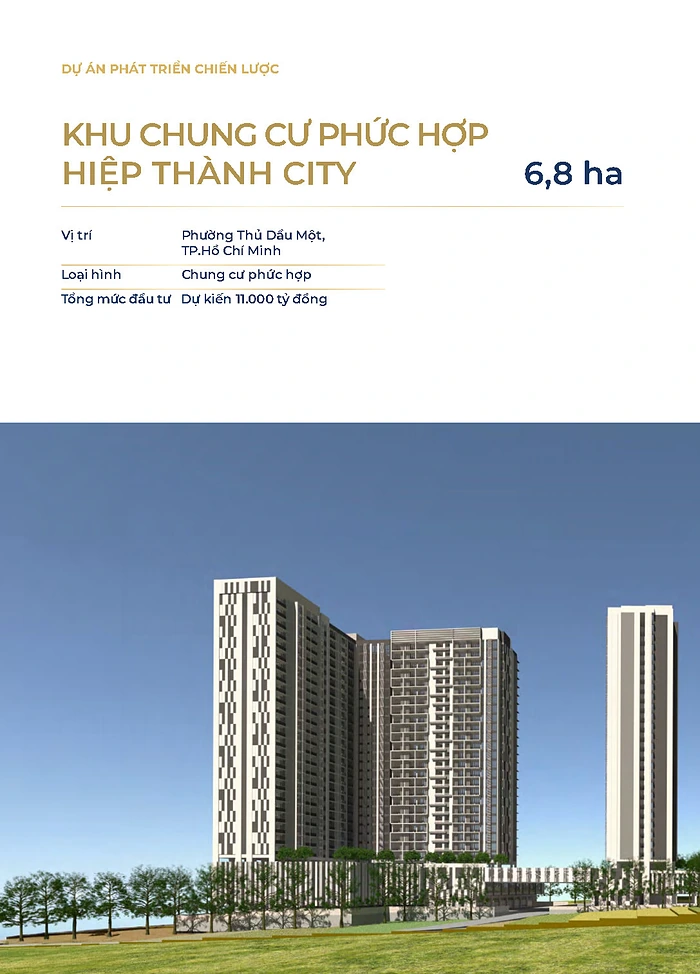 DỰ ÁN PHÁT TRIỂN CHIẾN LƯỢC
KHU CHUNG CƯ PHỨC HỢP
HIỆP THÀNH CITY
6,8 ha
Vị trí
Phường Thủ Dầu Một,
TP.Hồ Chí Minh
Loại hình
Chung cư phức hợp
Tổng mức đầu tư
Dự kiến 11.000 tỷ đồng